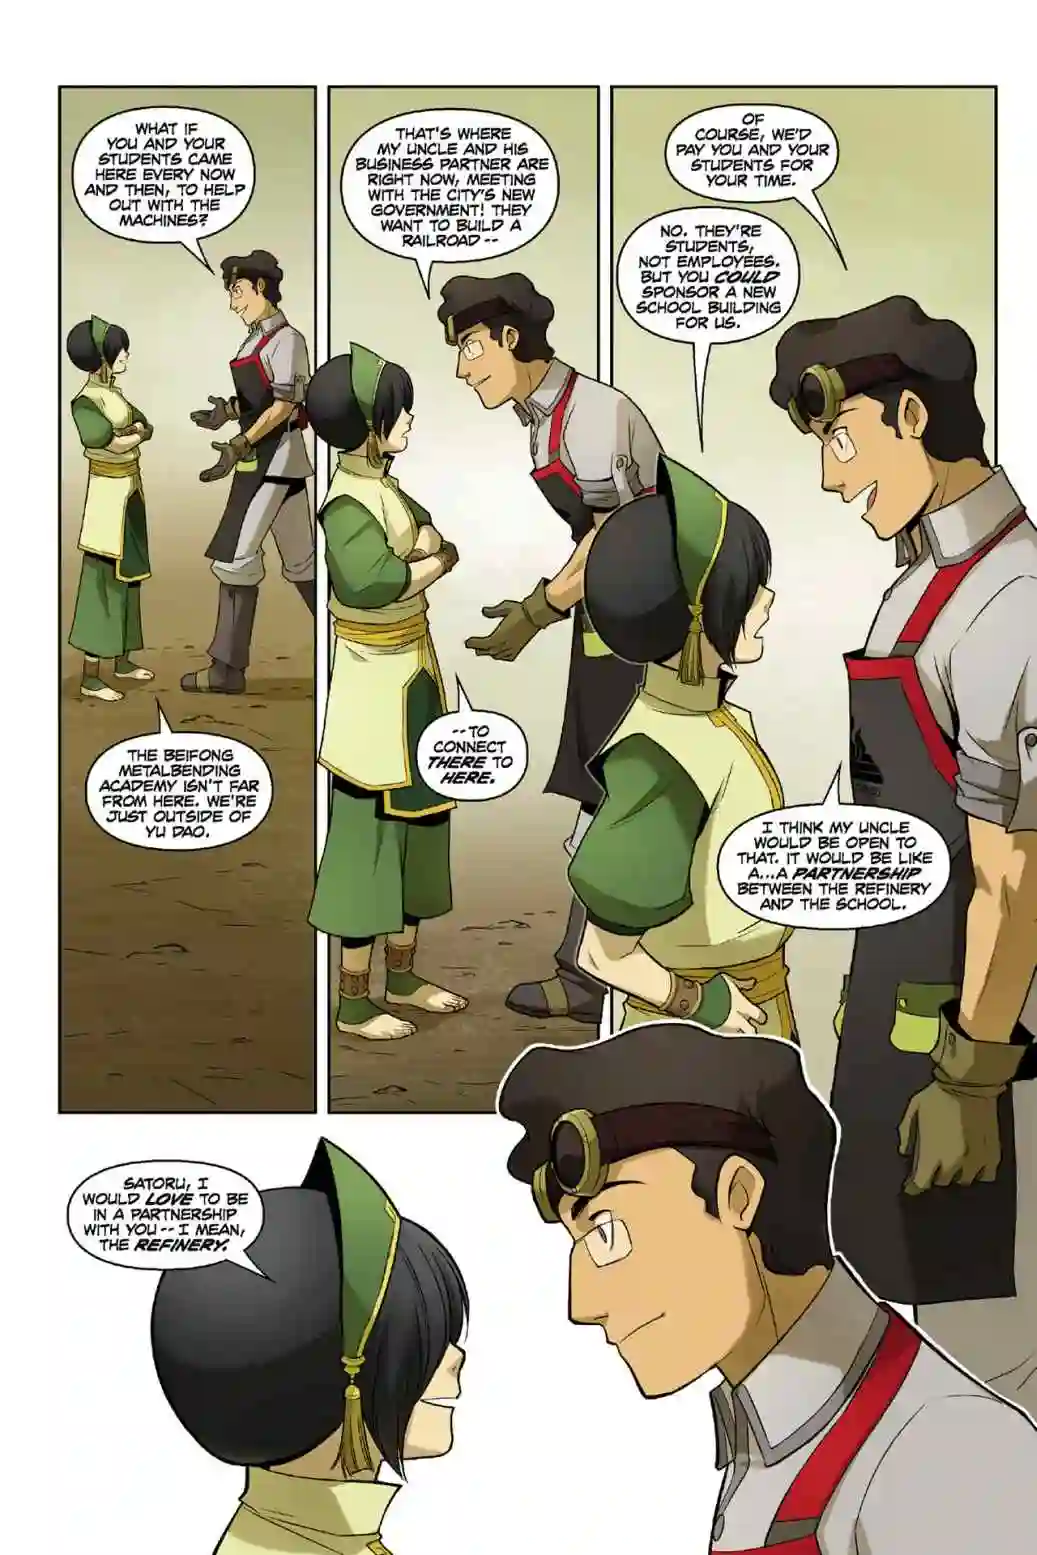 WHAT IF
YOU AND YOUR
STUDENTS CAME
HERE EVERY NOW
AND THEN, TO HELP
OUT WITH THE
MACHINES?
THE BEIFONG
METALBENDING
ACADEMY ISN'T FAR
FROM HERE. WE'RE
JUST OUTSIDE OF
YU DAO.
THAT'S WHERE
MY UNCLE AND HIS
BUSINESS PARTNER ARE
RIGHT NOW, MEETING
WITH THE CITY'S NEW
GOVERNMENT! THEY
WANT TO BUILD A
RAILROAD --
-- TO
CONNECT
THERE TO
HERE.
OF
COURSE, WE'D
PAY YOU AND YOUR
STUDENTS FOR
YOUR TIME.
NO. THEY'RE
STUDENTS,
NOT EMPLOYEES.
BUT YOU COULD
SPONSOR A NEW
SCHOOL BUILDING
FOR US.
I THINK MY UNCLE
WOULD BE OPEN TO
THAT. IT WOULD BE LIKE
A...A PARTNERSHIP
BETWEEN THE REFINERY
AND THE SCHOOL.
SATORU, I
WOULD LOVE TO BE
IN A PARTNERSHIP
WITH YOU -- I MEAN,
THE REFINERY.